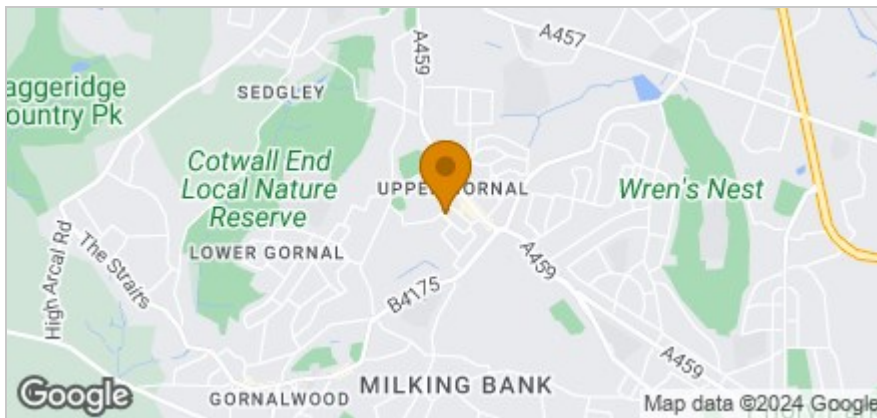 A459
A457
SEDGLEY
aggeridge
ountry Pk
Cotwall End
Local Nature
Reserve
UPPER GORNAL
Wren's Nest
High Arcal Rd
The Straits
LOWER GORNAL
A459
B4175
A459
GORNALWOOD
MILKING BANK
Google
Map data ©2024 Google